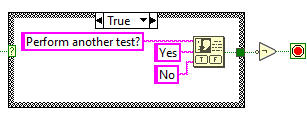 True
Perform another test?
Yes
No
?
T F